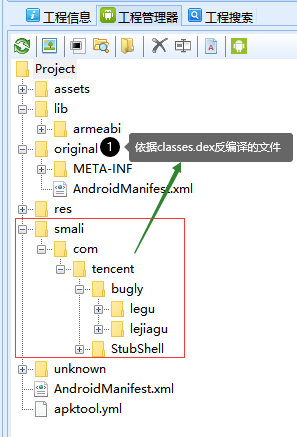 工程信息 工程管理器 工程搜索
Project
assets
lib
armeabi
original
1 依据classes.dex反编译的文件
META-INF
AndroidManifest.xml
res
smali
com
tencent
bugly
legu
lejiagu
StubShell
unknown
AndroidManifest.xml
apktool.yml